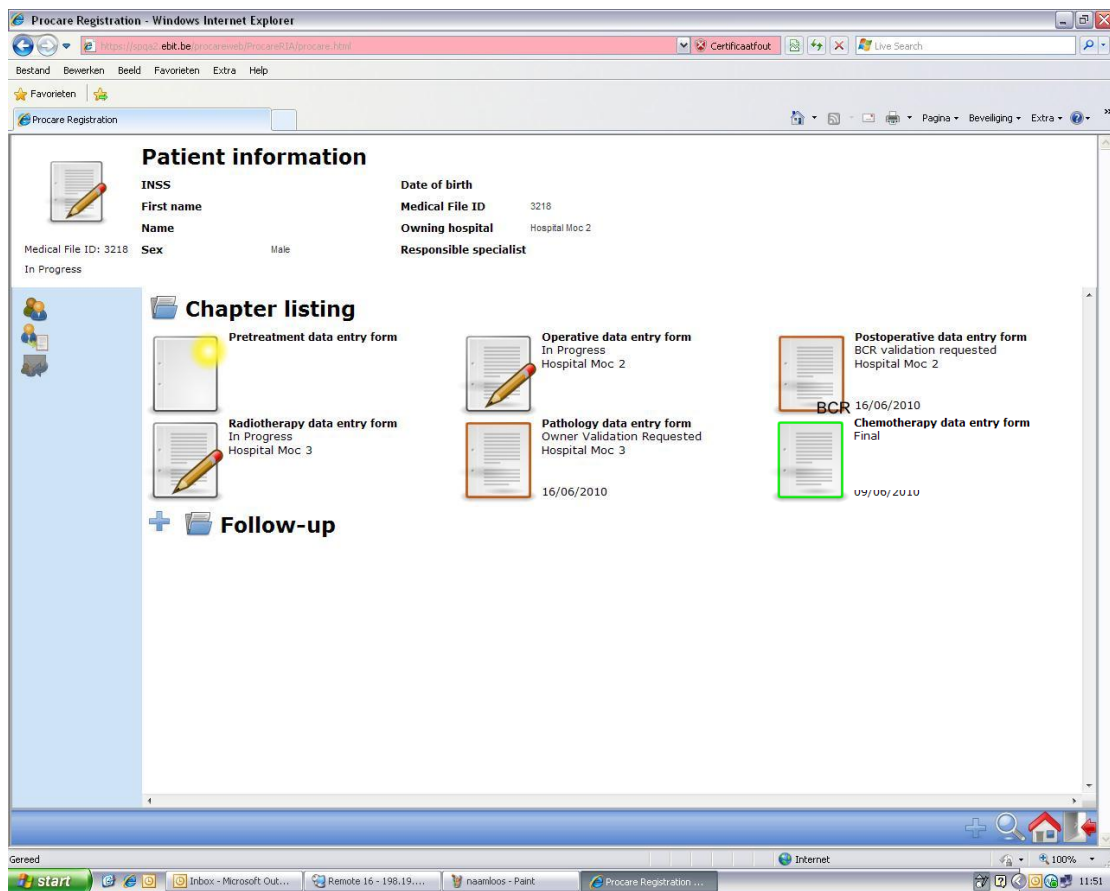 Procare Registration - Windows Internet Explorer
https://spqa2.ebit.be/procareweb/ProcareRIA/procare.html
Certificaatfout
Live Search
Bestand Bewerken Beeld Favorieten Extra Help
Favorieten
Procare Registration
Pagina
Beveiliging
Extra
Patient information
INSS
Date of birth
First name
Medical File ID 3218
Name
Owning hospital Hospital Moc 2
Medical File ID: 3218
Sex Male
Responsible specialist
In Progress
Chapter listing
Pretreatment data entry form
Operative data entry form
In Progress
Hospital Moc 2
Postoperative data entry form
BCR validation requested
Hospital Moc 2
BCR
16/06/2010
Radiotherapy data entry form
In Progress
Hospital Moc 3
Pathology data entry form
Owner Validation Requested
Hospital Moc 3
16/06/2010
Chemotherapy data entry form
Final
09/06/2010
Follow-up
Gereed
Internet
100%
start
Inbox - Microsoft Out...
Remote 16 - 198.19....
naamloos - Paint
Procare Registration ...
11:51